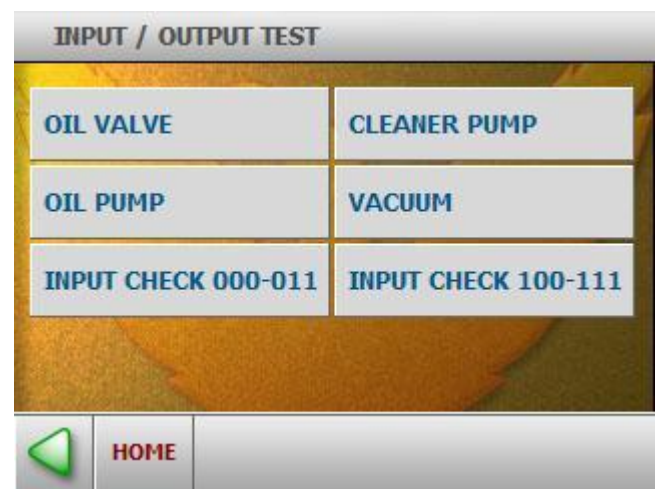 INPUT / OUTPUT TEST
OIL VALVE
CLEANER PUMP
OIL PUMP
VACUUM
INPUT CHECK 000-011
INPUT CHECK 100-111
HOME